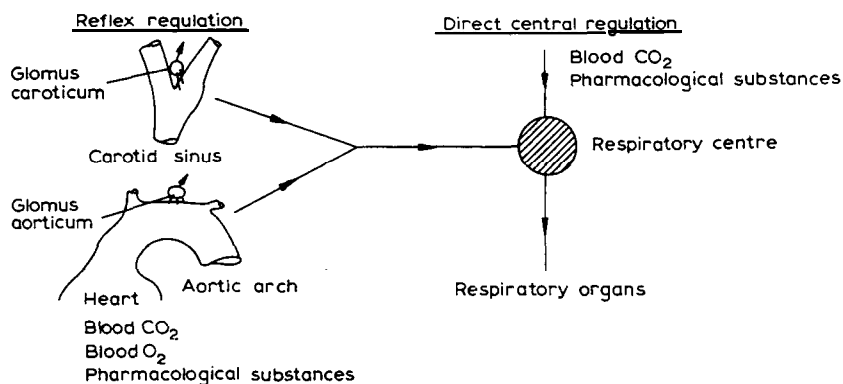 Reflex regulation
Glomus
caroticum
Carotid sinus
Glomus
aorticum
Aortic arch
Heart
Blood CO₂
Blood O₂
Pharmacological substances
Direct central regulation
Blood CO₂
Pharmacological substances
Respiratory centre
Respiratory organs